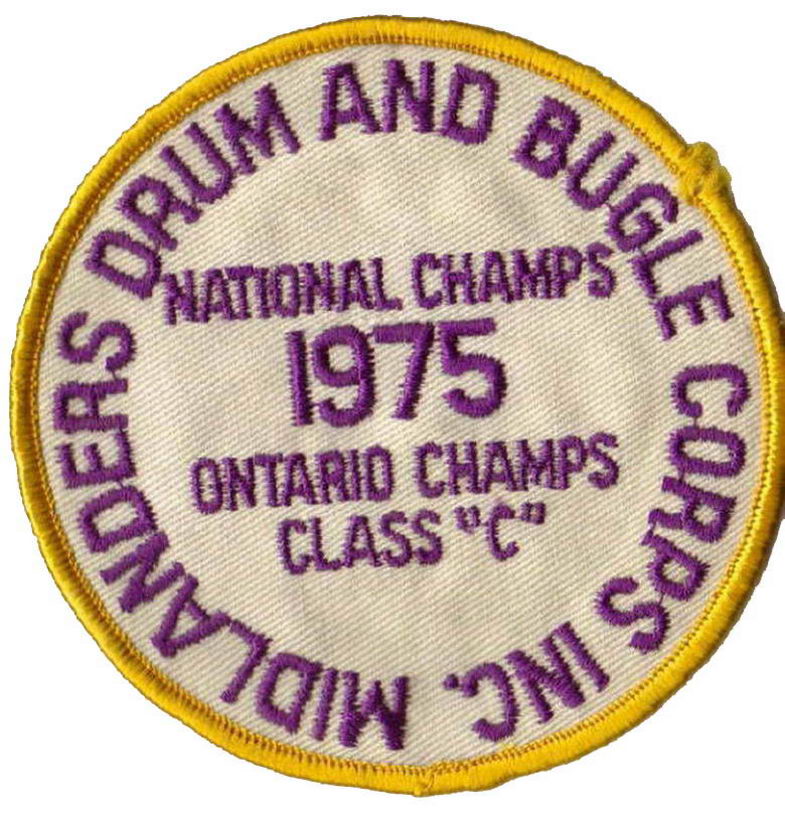 MIDLANDERS DRUM AND BUGLE CORPS INC.
NATIONAL CHAMPS
1975
ONTARIO CHAMPS
CLASS "C"